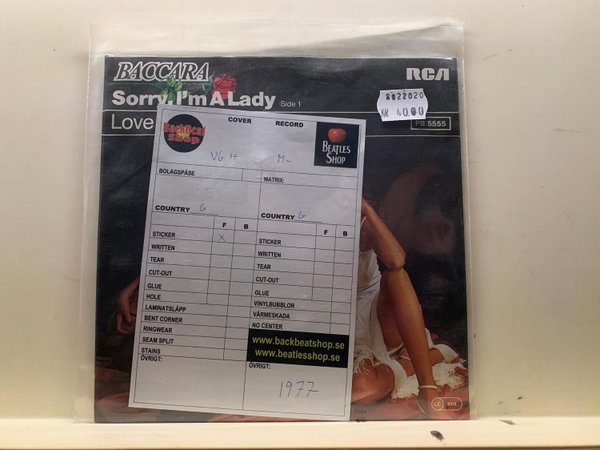 BACCARA
RCA
Sorry, I'm A Lady Side 1
Love
8022020
KR 40.00
PB 5555
BACKBEAT SHOP
COVER
RECORD
BEATLES SHOP
VG+
M-
BOLAGSPÅSE
MATRIX:
COUNTRY G
COUNTRY G
F B
F B
STICKER X
STICKER
WRITTEN
WRITTEN
TEAR
TEAR
CUT-OUT
CUT-OUT
GLUE
GLUE
HOLE
VINYLBUBBLOR
LAMINATSLÄPP
VÄRMESKADA
BENT CORNER
NO CENTER
RINGWEAR
SEAM SPLIT
STAINS
www.backbeatshop.se
www.beatlesshop.se
ÖVRIGT:
ÖVRIGT:
1977
LC